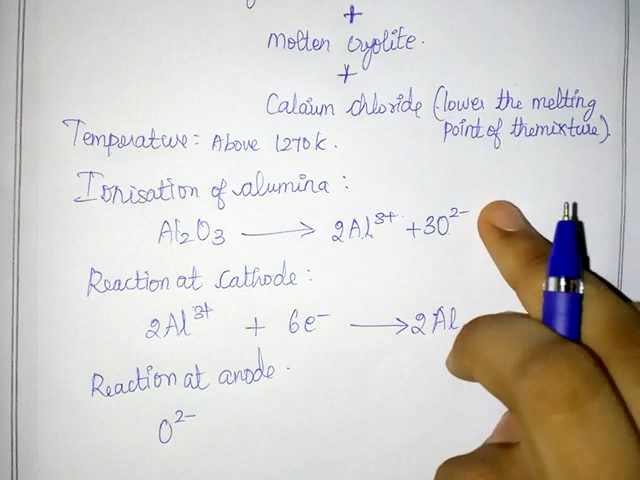 +
Molten cryolite.
+
Calcium chloride (lower the melting
point of the mixture).
Temperature: Above 1270K.
Ionisation of alumina:
Al2O3 ⟶ 2Al³⁺ + 3O²⁻
Reaction at cathode:
2Al³⁺ + 6e⁻ ⟶ 2Al
Reaction at anode.
O²⁻